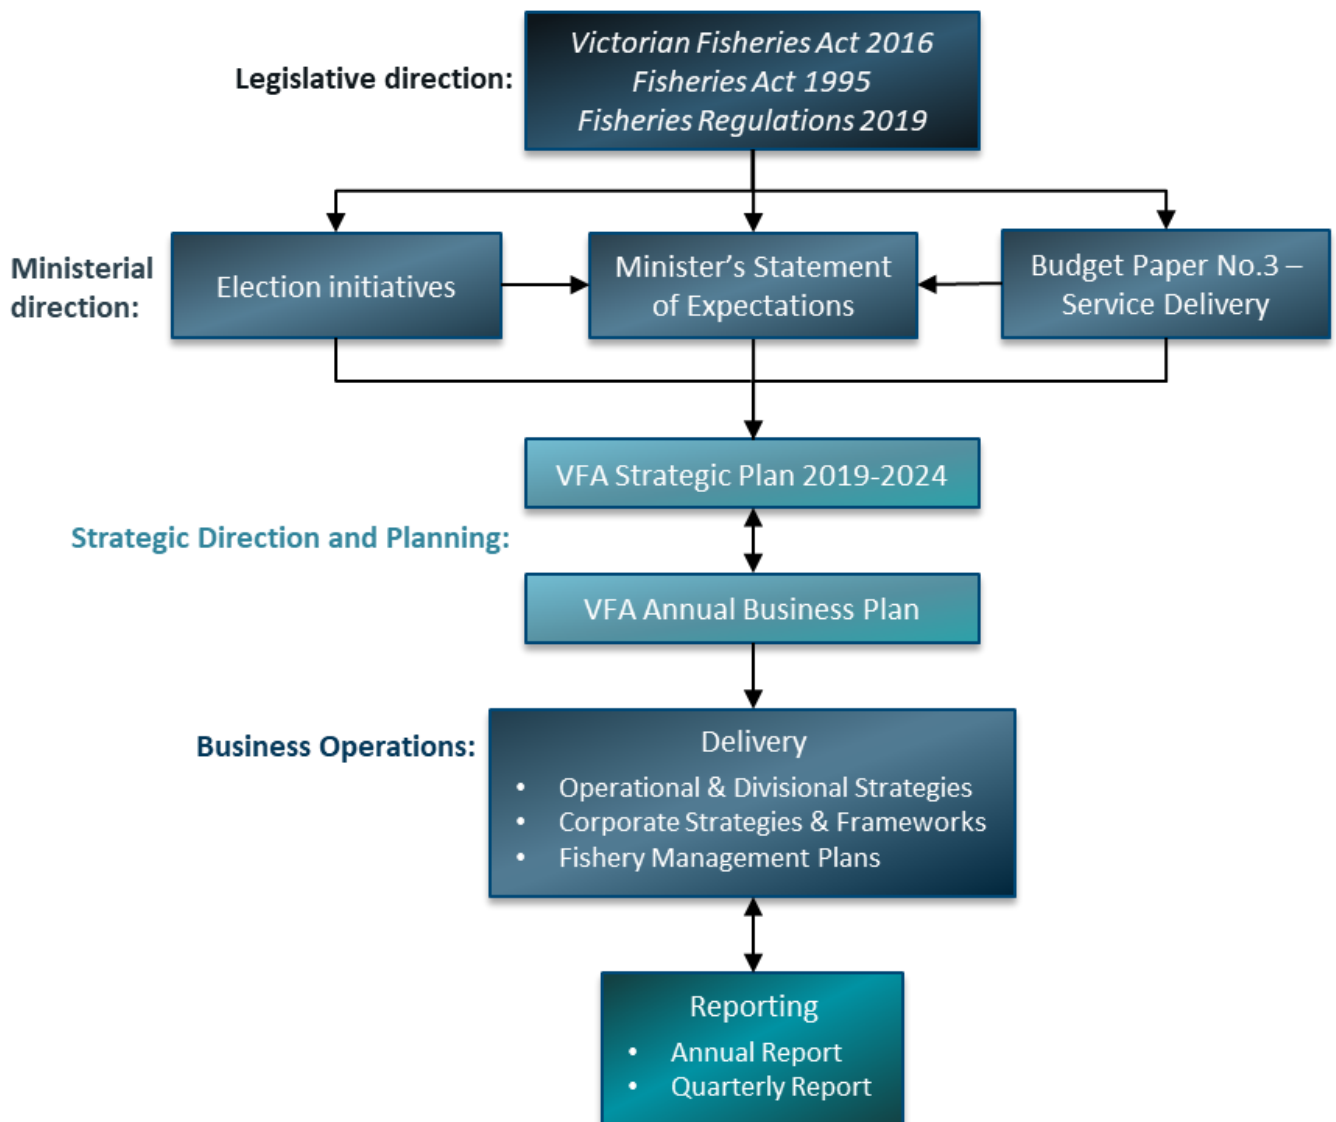 Victorian Fisheries Act 2016
Legislative direction:
Fisheries Act 1995
Fisheries Regulations 2019
Ministerial
direction:
Election initiatives
Minister’s Statement
of Expectations
Budget Paper No.3 –
Service Delivery
VFA Strategic Plan 2019-2024
Strategic Direction and Planning:
VFA Annual Business Plan
Business Operations:
Delivery
• Operational & Divisional Strategies
• Corporate Strategies & Frameworks
• Fishery Management Plans
Reporting
• Annual Report
• Quarterly Report